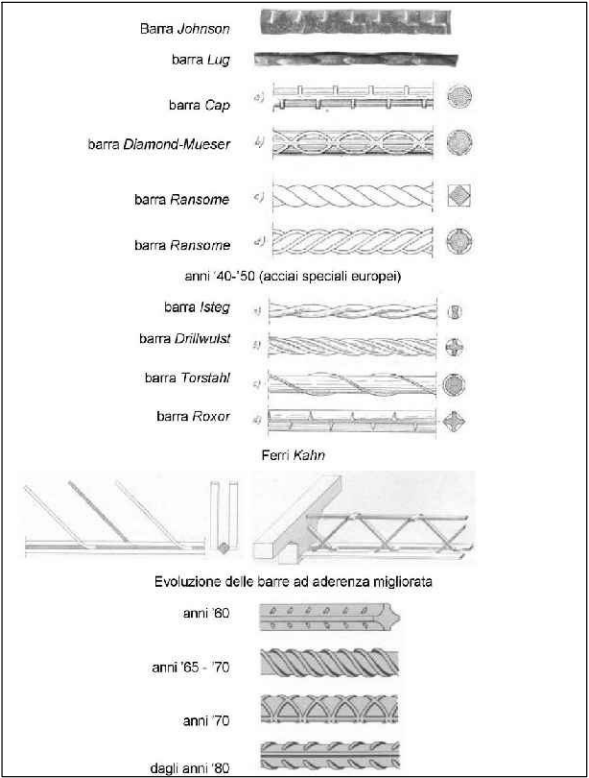 Barra Johnson
barra Lug
barra Cap a)
barra Diamond-Mueser b)
barra Ransome c)
barra Ransome d)
anni '40-'50 (acciai speciali europei)
barra Isteg a)
barra Drillwulst b)
barra Torstahl c)
barra Roxor d)
Ferri Kahn
Evoluzione delle barre ad aderenza migliorata
anni '60
anni '65 - '70
anni '70
dagli anni '80